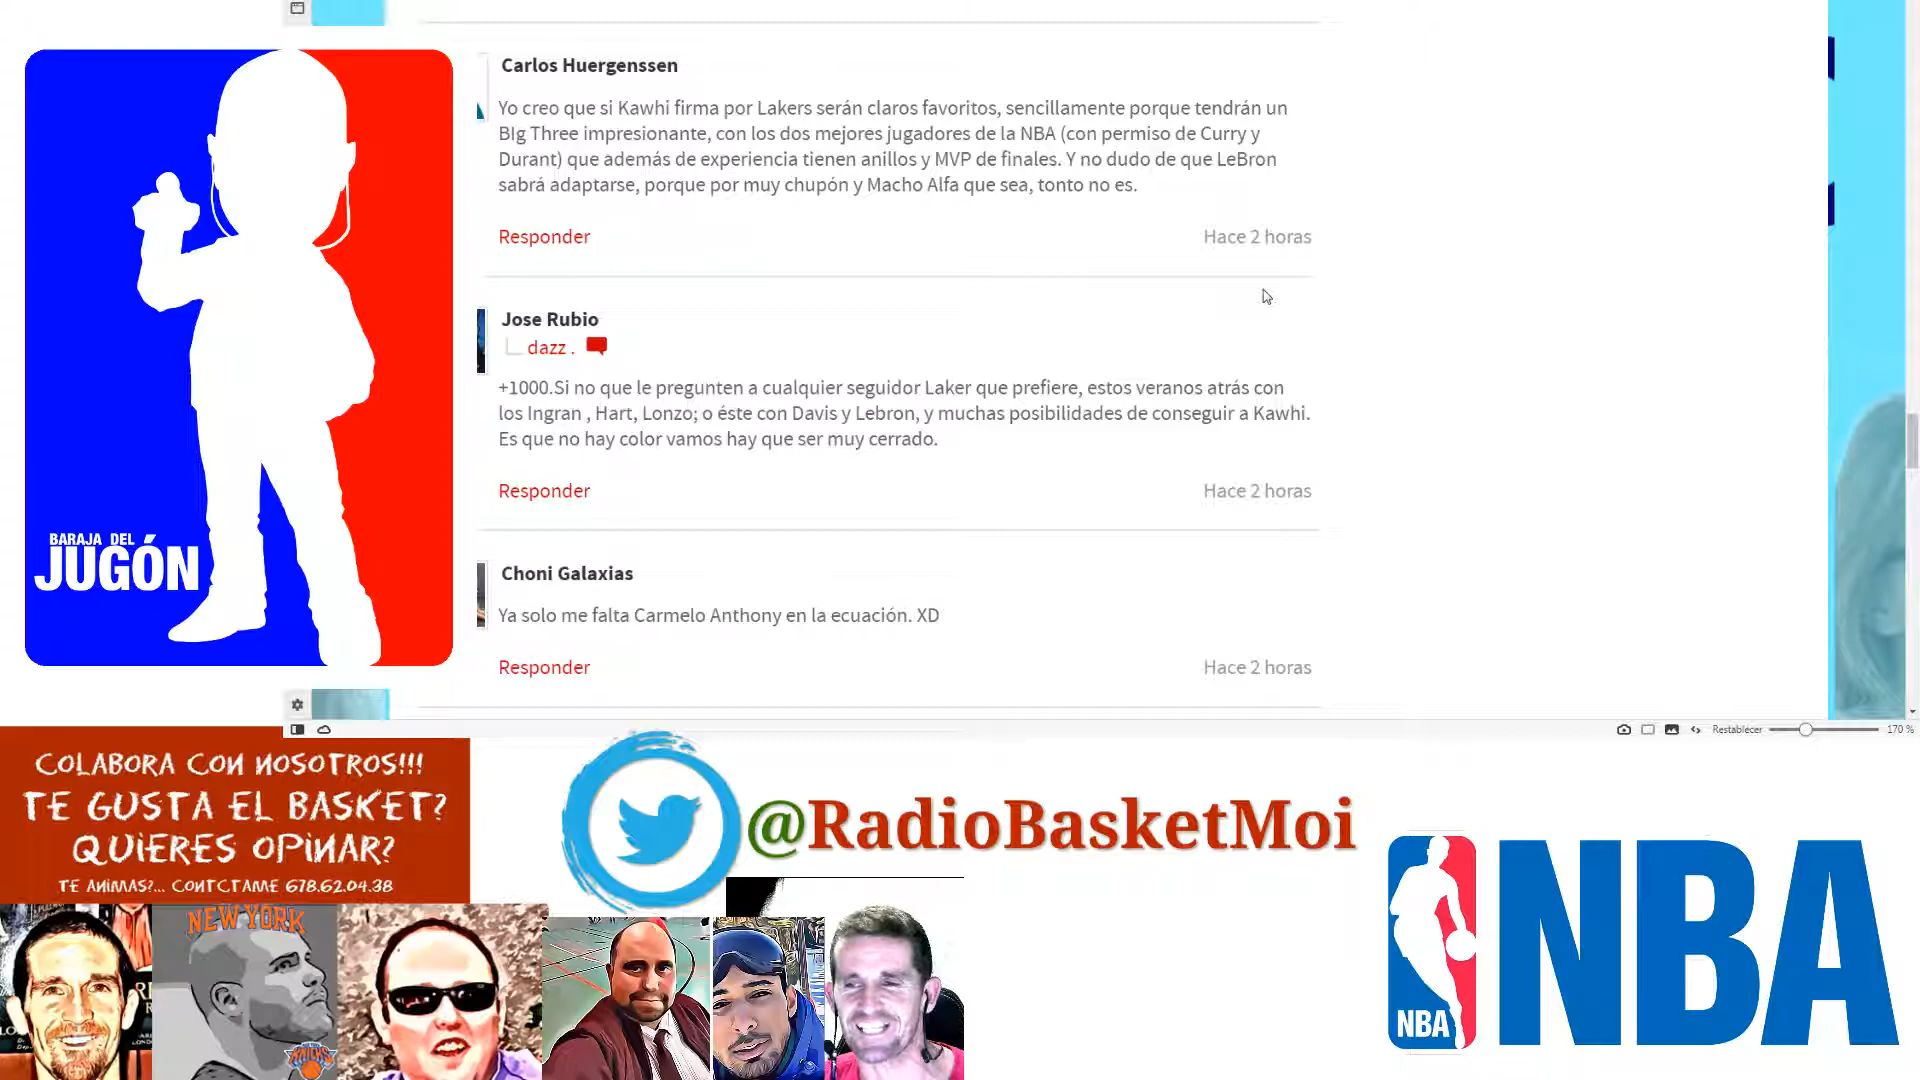 Carlos Huergenssen
Yo creo que si Kawhi firma por Lakers serán claros favoritos, sencillamente porque tendrán un
BIg Three impresionante, con los dos mejores jugadores de la NBA (con permiso de Curry y
Durant) que además de experiencia tienen anillos y MVP de finales. Y no dudo de que LeBron
sabrá adaptarse, porque por muy chupón y Macho Alfa que sea, tonto no es.
Responder
Hace 2 horas
Jose Rubio
dazz .
+1000.Si no que le pregunten a cualquier seguidor Laker que prefiere, estos veranos atrás con
los Ingran , Hart, Lonzo; o éste con Davis y Lebron, y muchas posibilidades de conseguir a Kawhi.
Es que no hay color vamos hay que ser muy cerrado.
Responder
Hace 2 horas
Choni Galaxias
Ya solo me falta Carmelo Anthony en la ecuación. XD
Responder
Hace 2 horas
BARAJA DEL
JUGÓN
Restablecer
170 %
COLABORA CON NOSOTROS!!!
TE GUSTA EL BASKET?
QUIERES OPINAR?
TE ANIMAS?... CONTCTAME 678.62.04.38
@RadioBasketMoi
NEW YORK
KNICKS
NBA
NBA